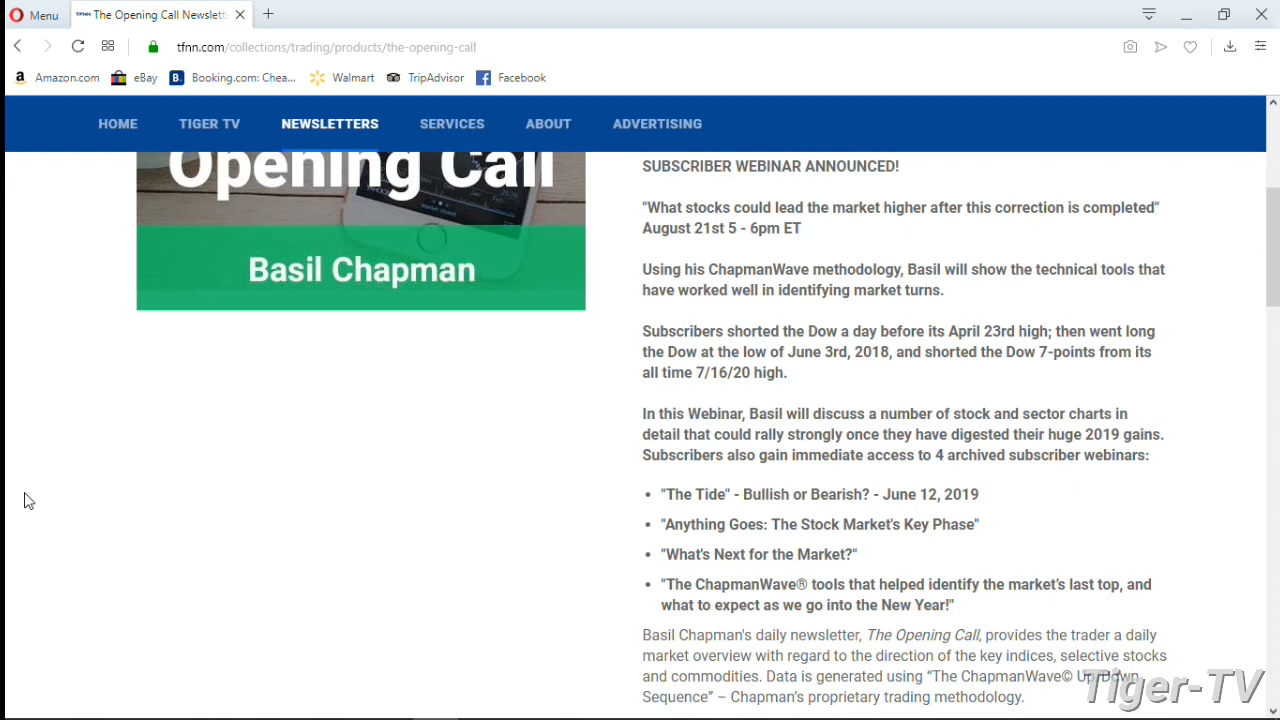 Menu
TFNN The Opening Call Newslett
tfnn.com/collections/trading/products/the-opening-call
Amazon.com eBay Booking.com: Chea... Walmart TripAdvisor Facebook
HOME TIGER TV NEWSLETTERS SERVICES ABOUT ADVERTISING
Opening Call
YAHOO!
Market closed
Basil Chapman
SUBSCRIBER WEBINAR ANNOUNCED!
"What stocks could lead the market higher after this correction is completed"
August 21st 5 - 6pm ET
Using his ChapmanWave methodology, Basil will show the technical tools that
have worked well in identifying market turns.
Subscribers shorted the Dow a day before its April 23rd high; then went long
the Dow at the low of June 3rd, 2018, and shorted the Dow 7-points from its
all time 7/16/20 high.
In this Webinar, Basil will discuss a number of stock and sector charts in
detail that could rally strongly once they have digested their huge 2019 gains.
Subscribers also gain immediate access to 4 archived subscriber webinars:
• "The Tide" - Bullish or Bearish? - June 12, 2019
• "Anything Goes: The Stock Market's Key Phase"
• "What's Next for the Market?"
• "The ChapmanWave® tools that helped identify the market’s last top, and
what to expect as we go into the New Year!"
Basil Chapman's daily newsletter, The Opening Call, provides the trader a daily
market overview with regard to the direction of the key indices, selective stocks
and commodities. Data is generated using “The ChapmanWave© Up/Down
Sequence” – Chapman’s proprietary trading methodology.
Tiger-TV